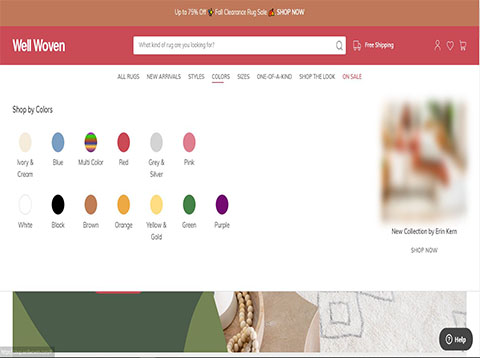 Up to 75% Off Fall Clearance Rug Sale SHOP NOW
Well Woven
What kind of rug are you looking for?
Free Shipping
ALL RUGS NEW ARRIVALS STYLES COLORS SIZES ONE-OF-A-KIND SHOP THE LOOK ON SALE
Shop by Colors
Ivory & Cream
Blue
Multi Color
Red
Grey & Silver
Pink
White
Black
Brown
Orange
Yellow & Gold
Green
Purple
New Collection by Erin Kern
SHOP NOW
Help